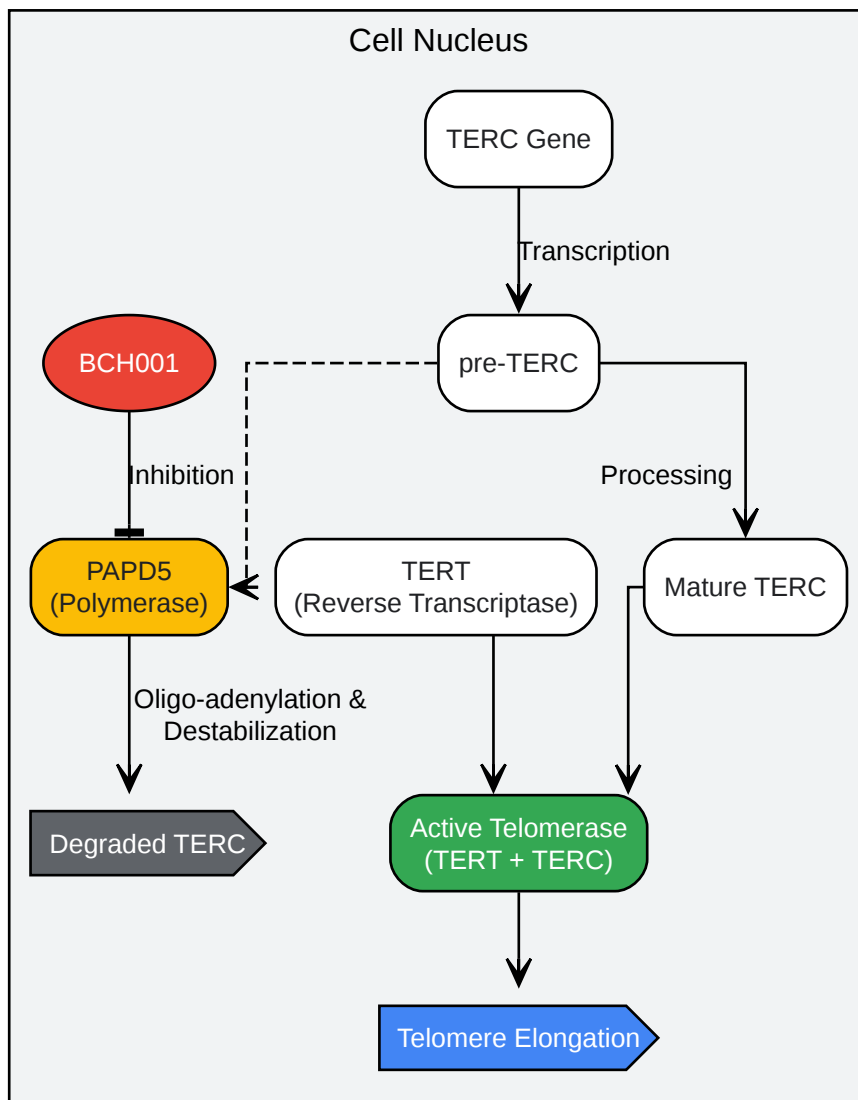 Cell Nucleus
TERC Gene
Transcription
BCH001
pre-TERC
Inhibition
Processing
PAPD5
(Polymerase)
TERT
(Reverse Transcriptase)
Mature TERC
Oligo-adenylation &
Destabilization
Degraded TERC
Active Telomerase
(TERT + TERC)
Telomere Elongation